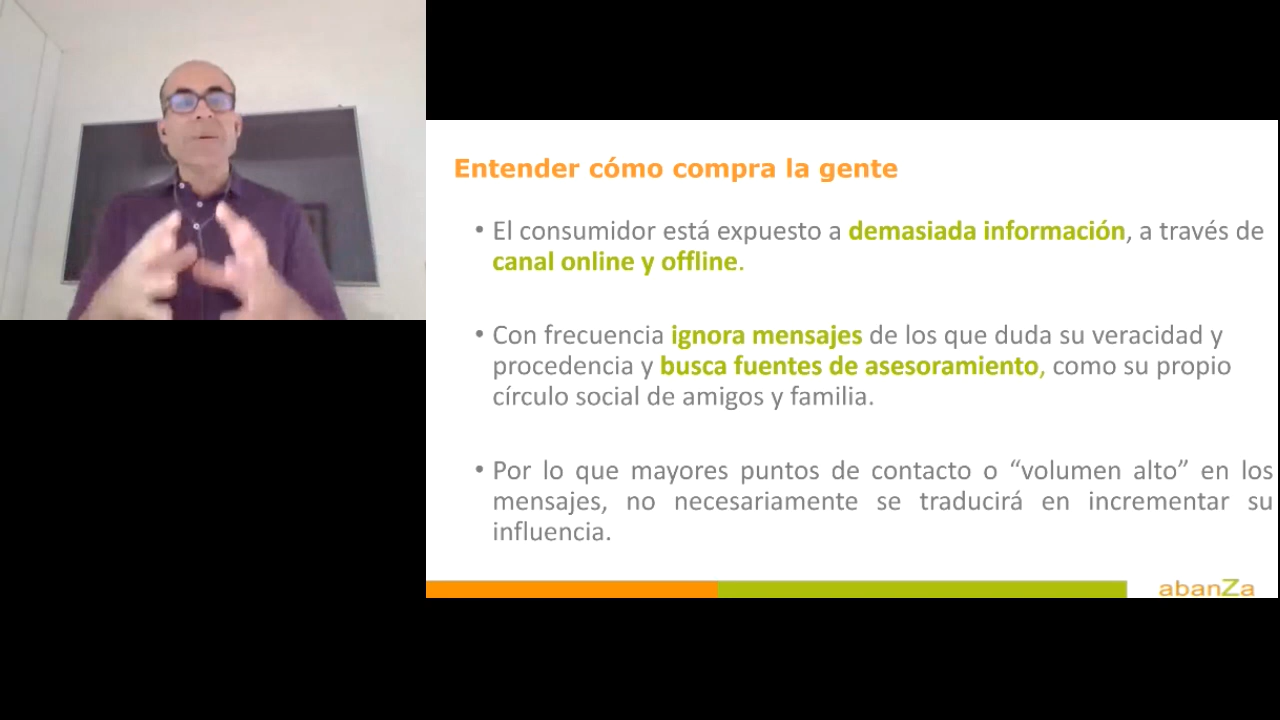 Entender cómo compra la gente
• El consumidor está expuesto a demasiada información, a través de
canal online y offline.
• Con frecuencia ignora mensajes de los que duda su veracidad y
procedencia y busca fuentes de asesoramiento, como su propio
círculo social de amigos y familia.
• Por lo que mayores puntos de contacto o “volumen alto” en los
mensajes, no necesariamente se traducirá en incrementar su
influencia.
abanZa